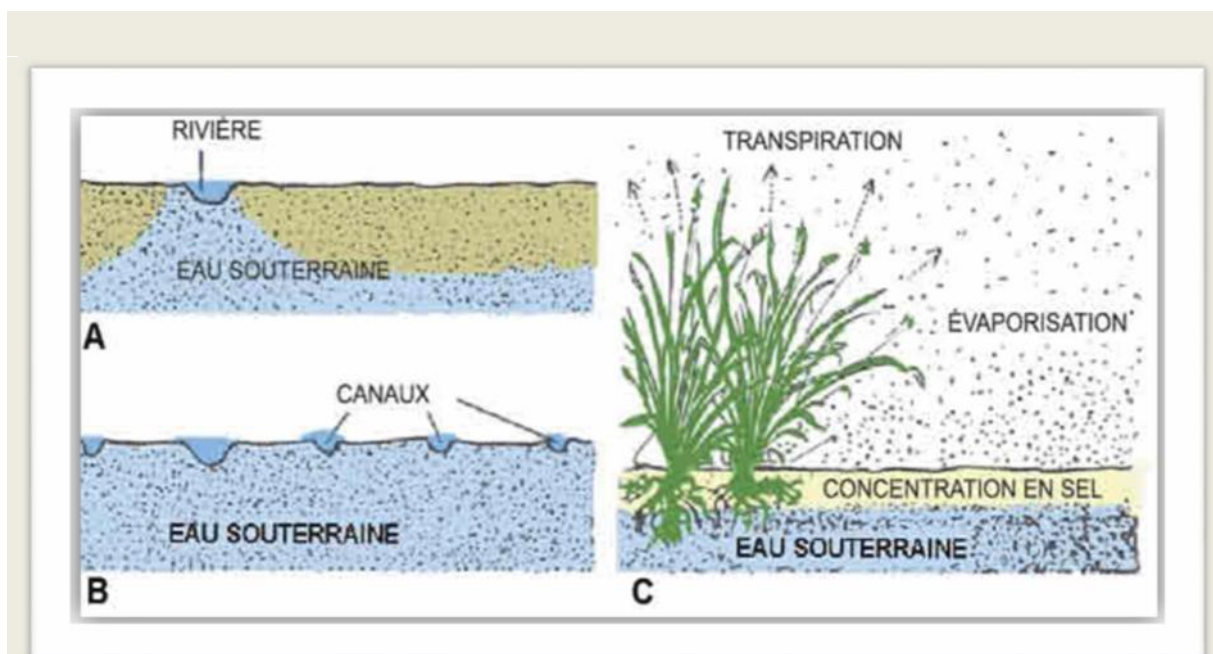 RIVIÈRE
EAU SOUTERRAINE
A
CANAUX
EAU SOUTERRAINE
B
TRANSPIRATION
ÉVAPORISATION
CONCENTRATION EN SEL
EAU SOUTERRAINE
C